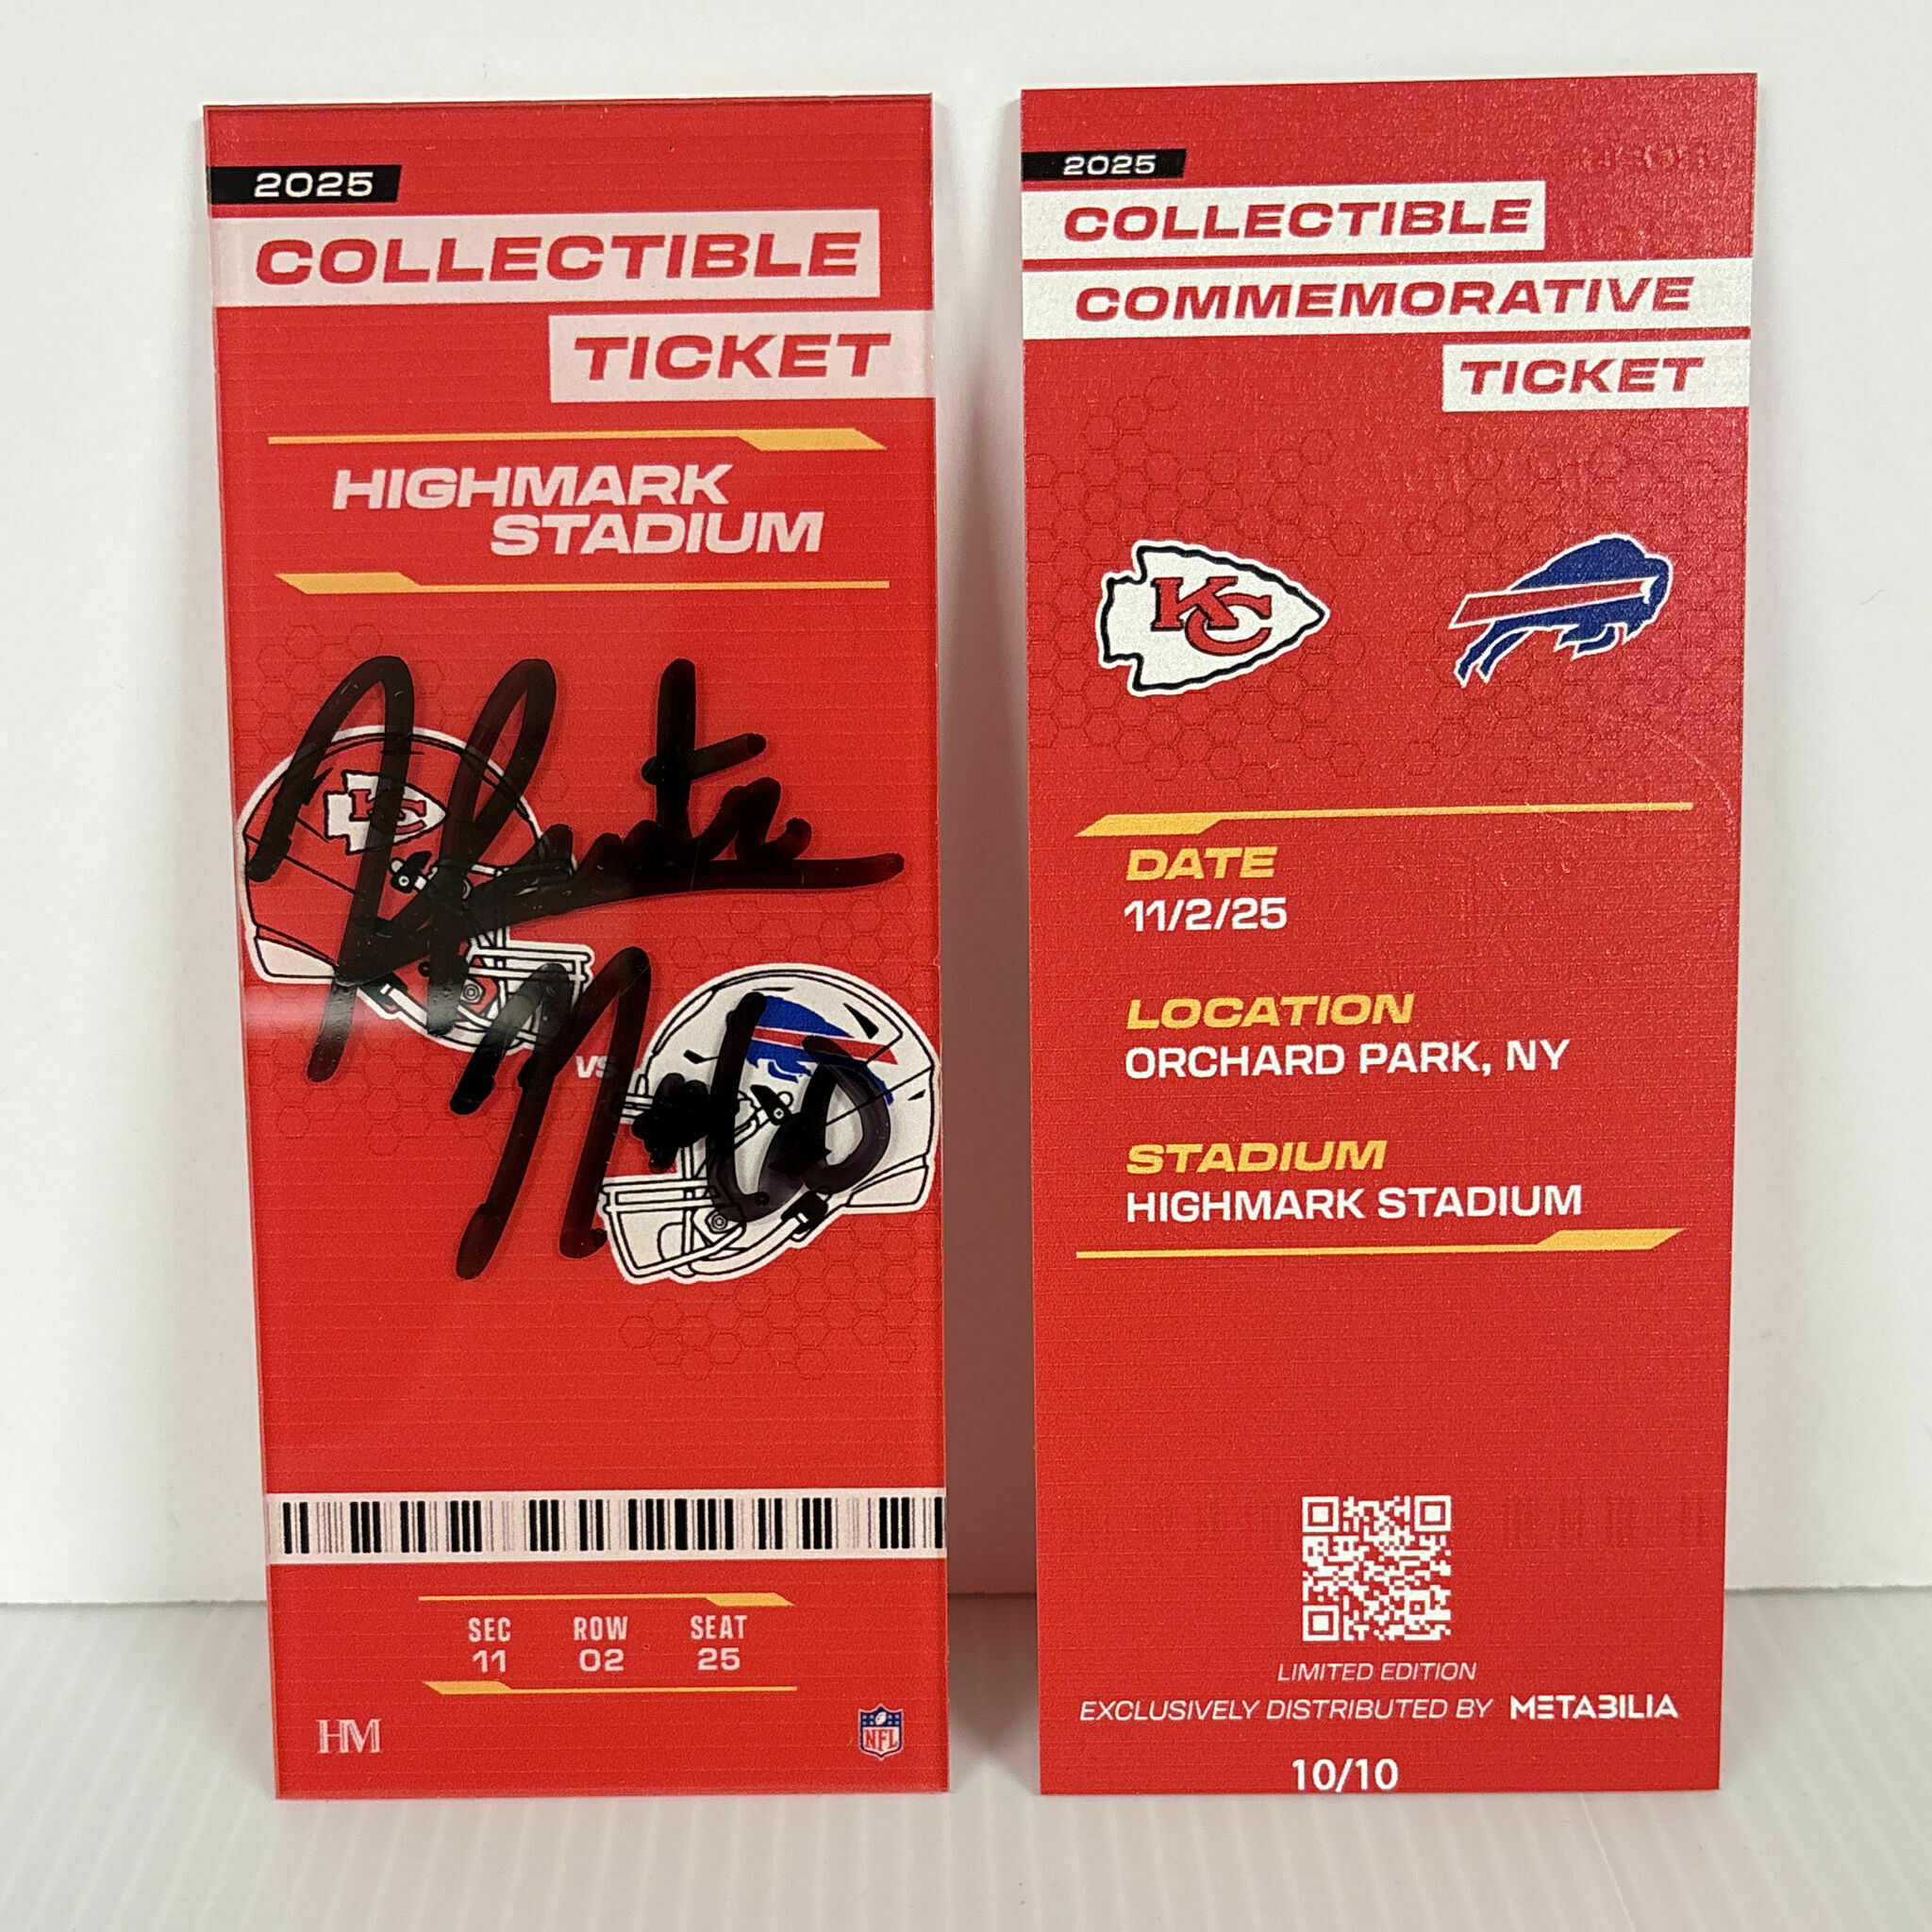 2025
COLLECTIBLE
TICKET
HIGHMARK
STADIUM
KC
VS
SEC ROW SEAT
11 02 25
HM
NFL
2025
COLLECTIBLE
COMMEMORATIVE
TICKET
KC
DATE
11/2/25
LOCATION
ORCHARD PARK, NY
STADIUM
HIGHMARK STADIUM
LIMITED EDITION
EXCLUSIVELY DISTRIBUTED BY METABILIA
10/10